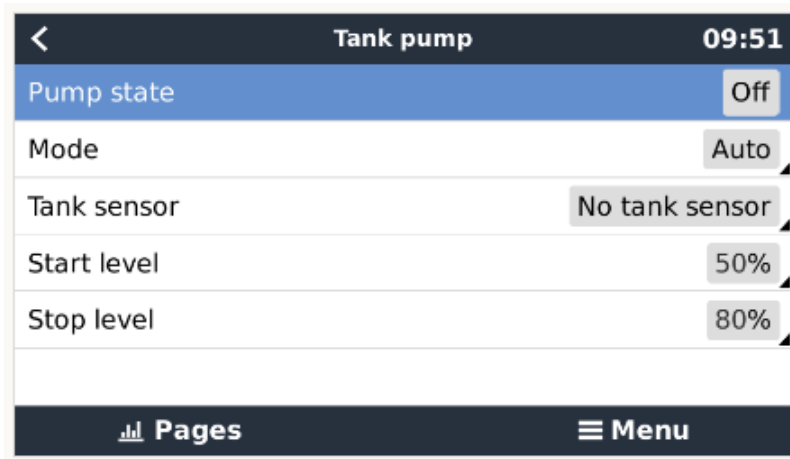 Tank pump 09:51
Pump state Off
Mode Auto
Tank sensor No tank sensor
Start level 50%
Stop level 80%
Pages Menu